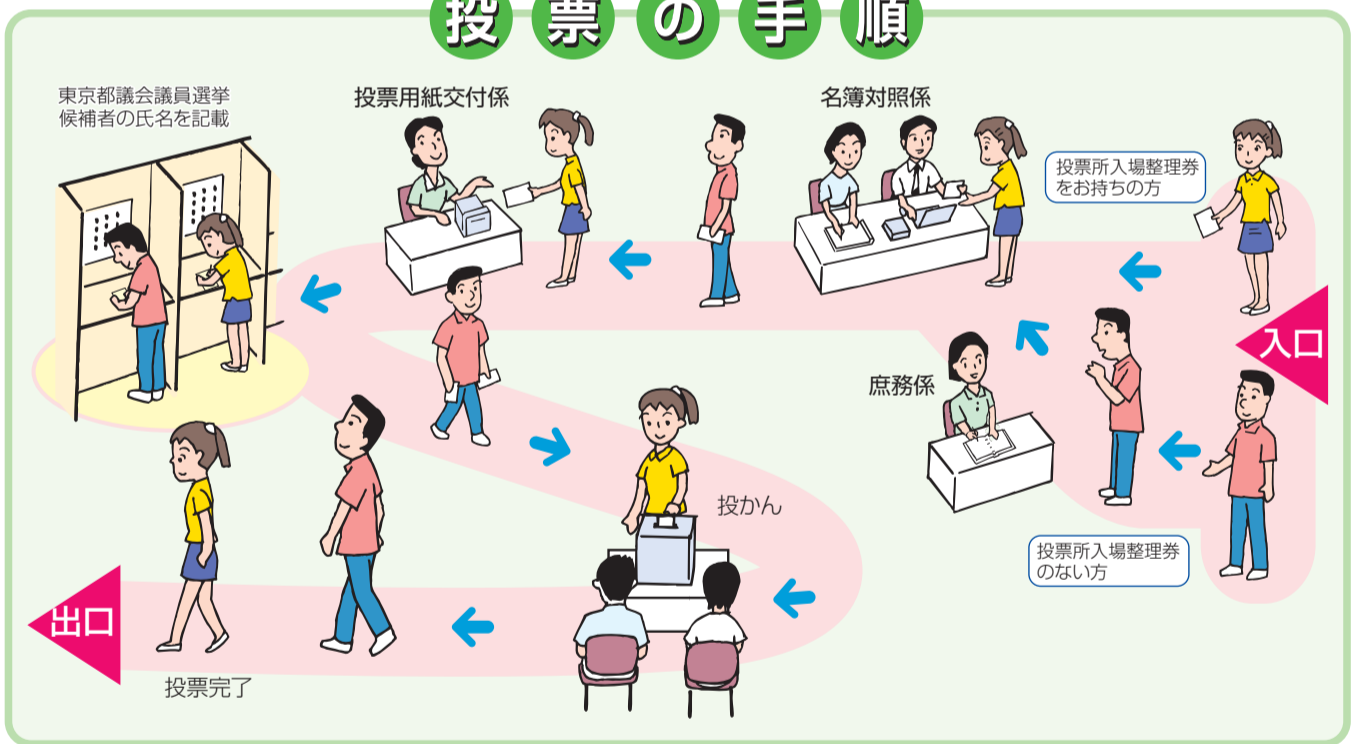 投票の手順
東京都議会議員選挙
候補者の氏名を記載
投票用紙交付係
名簿対照係
投票所入場整理券
をお持ちの方
入口
庶務係
投票所入場整理券
のない方
投かん
出口
投票完了